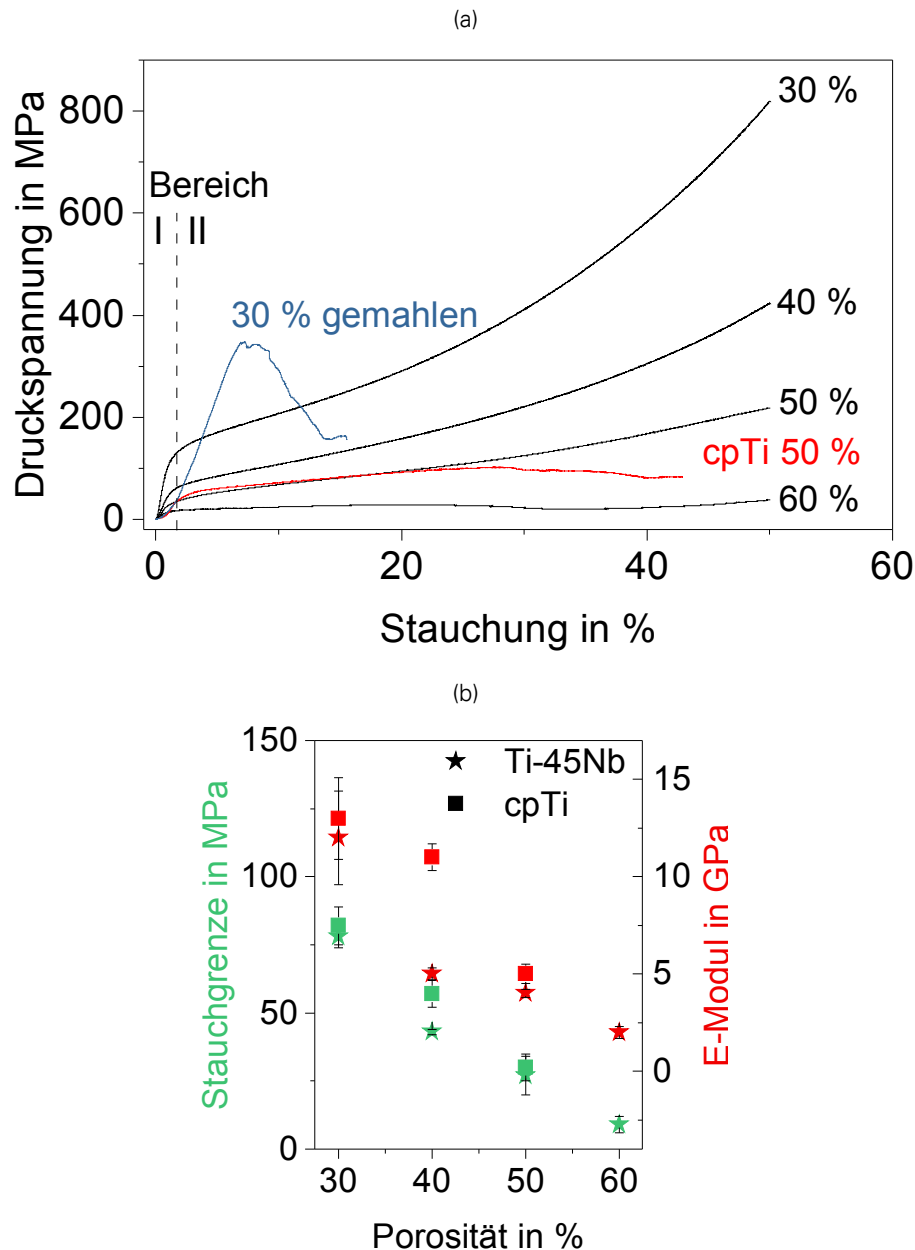 (a)
Druckspannung in MPa
800
600
400
200
0
Bereich
I II
30 % gemahlen
30 %
40 %
50 %
cpTi 50 %
60 %
0 20 40 60
Stauchung in %
(b)
Stauchgrenze in MPa
150
100
50
0
Ti-45Nb
cpTi
15
10
5
0
E-Modul in GPa
30 40 50 60
Porosität in %